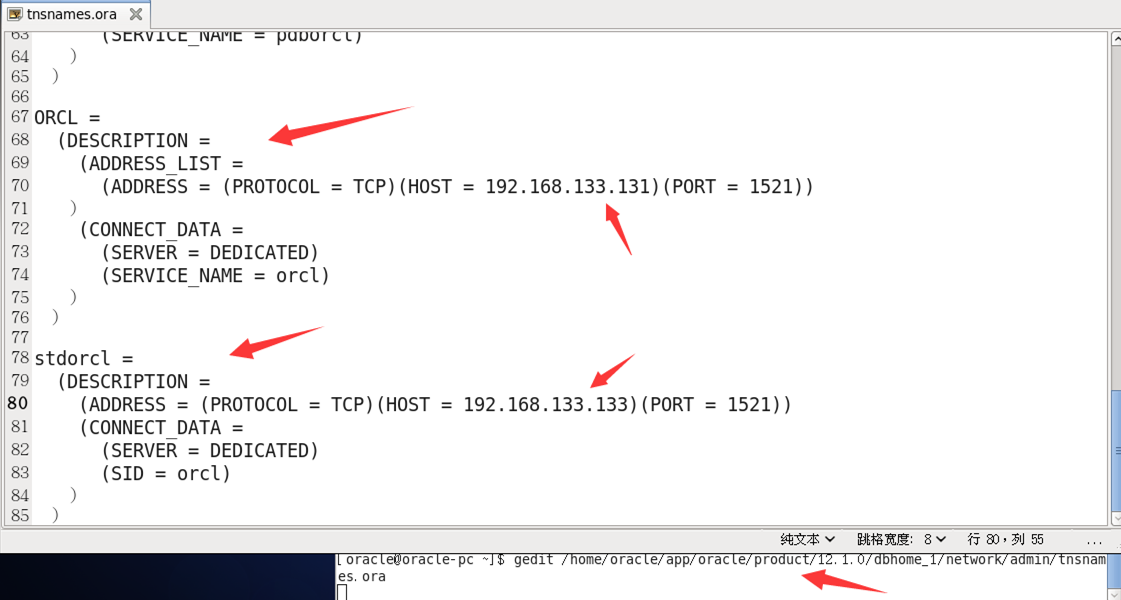 tnsnames.ora
63 (SERVICE_NAME = pdborcl)
64 )
65 )
66
67 ORCL =
68 (DESCRIPTION =
69 (ADDRESS_LIST =
70 (ADDRESS = (PROTOCOL = TCP)(HOST = 192.168.133.131)(PORT = 1521))
71 )
72 (CONNECT_DATA =
73 (SERVER = DEDICATED)
74 (SERVICE_NAME = orcl)
75 )
76 )
77
78 stdorcl =
79 (DESCRIPTION =
80 (ADDRESS = (PROTOCOL = TCP)(HOST = 192.168.133.133)(PORT = 1521))
81 (CONNECT_DATA =
82 (SERVER = DEDICATED)
83 (SID = orcl)
84 )
85 )
纯文本 跳格宽度: 8 行 80，列 55 ...
[oracle@oracle-pc ~]$ gedit /home/oracle/app/oracle/product/12.1.0/dbhome_1/network/admin/tnsnam
es.ora